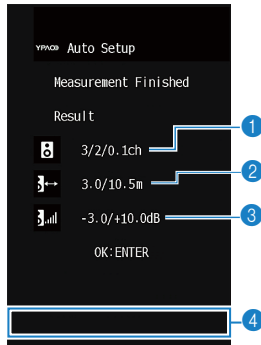 YPAO Auto Setup
Measurement Finished
Result
3/2/0.1ch 1
3.0/10.5m 2
-3.0/+10.0dB 3
OK:ENTER
4